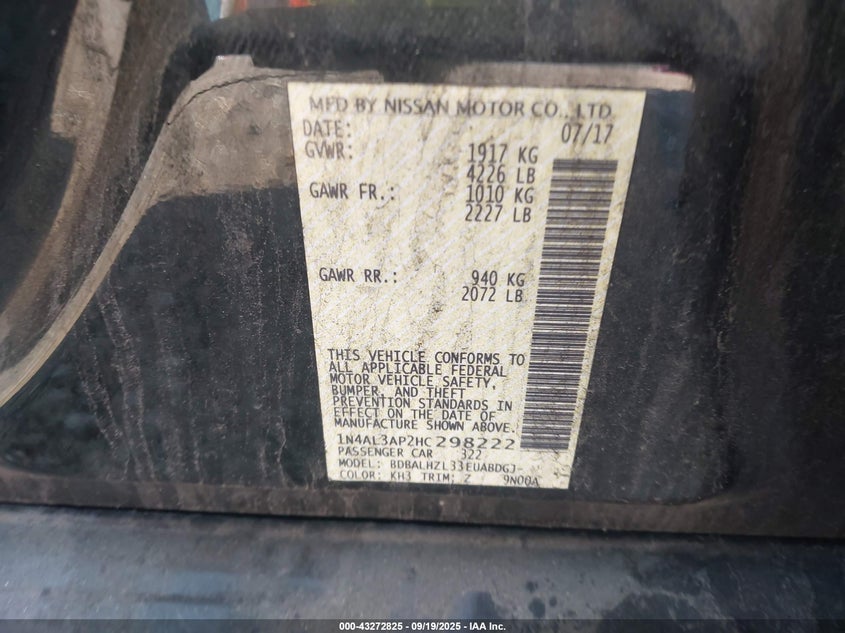 MFD BY NISSAN MOTOR CO., LTD
DATE: 07/17
GVWR: 1917 KG
4226 LB
GAWR FR.: 1010 KG
2227 LB
GAWR RR.: 940 KG
2072 LB
THIS VEHICLE CONFORMS TO
ALL APPLICABLE FEDERAL
MOTOR VEHICLE SAFETY,
BUMPER, AND THEFT
PREVENTION STANDARDS IN
EFFECT ON THE DATE OF
MANUFACTURE SHOWN ABOVE.
1N4AL3AP2HC298222
PASSENGER CAR 322
MODEL: BDBALHZL33EUABDGJ-
COLOR: KH3 TRIM: Z 9N00A
000-43272825 - 09/19/2025 - IAA Inc.